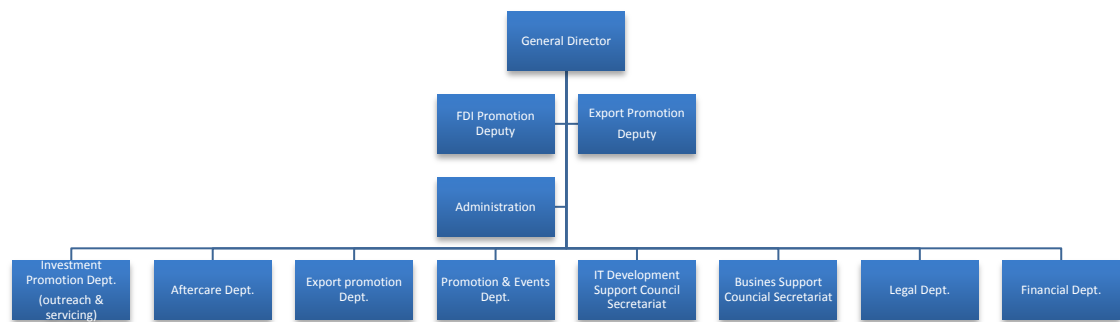 General Director
FDI Promotion
Deputy
Export Promotion
Deputy
Administration
Investment
Promotion Dept.
(outreach &
servicing)
Aftercare Dept.
Export promotion
Dept.
Promotion & Events
Dept.
IT Development
Support Council
Secretariat
Busines Support
Councial Secretariat
Legal Dept.
Financial Dept.